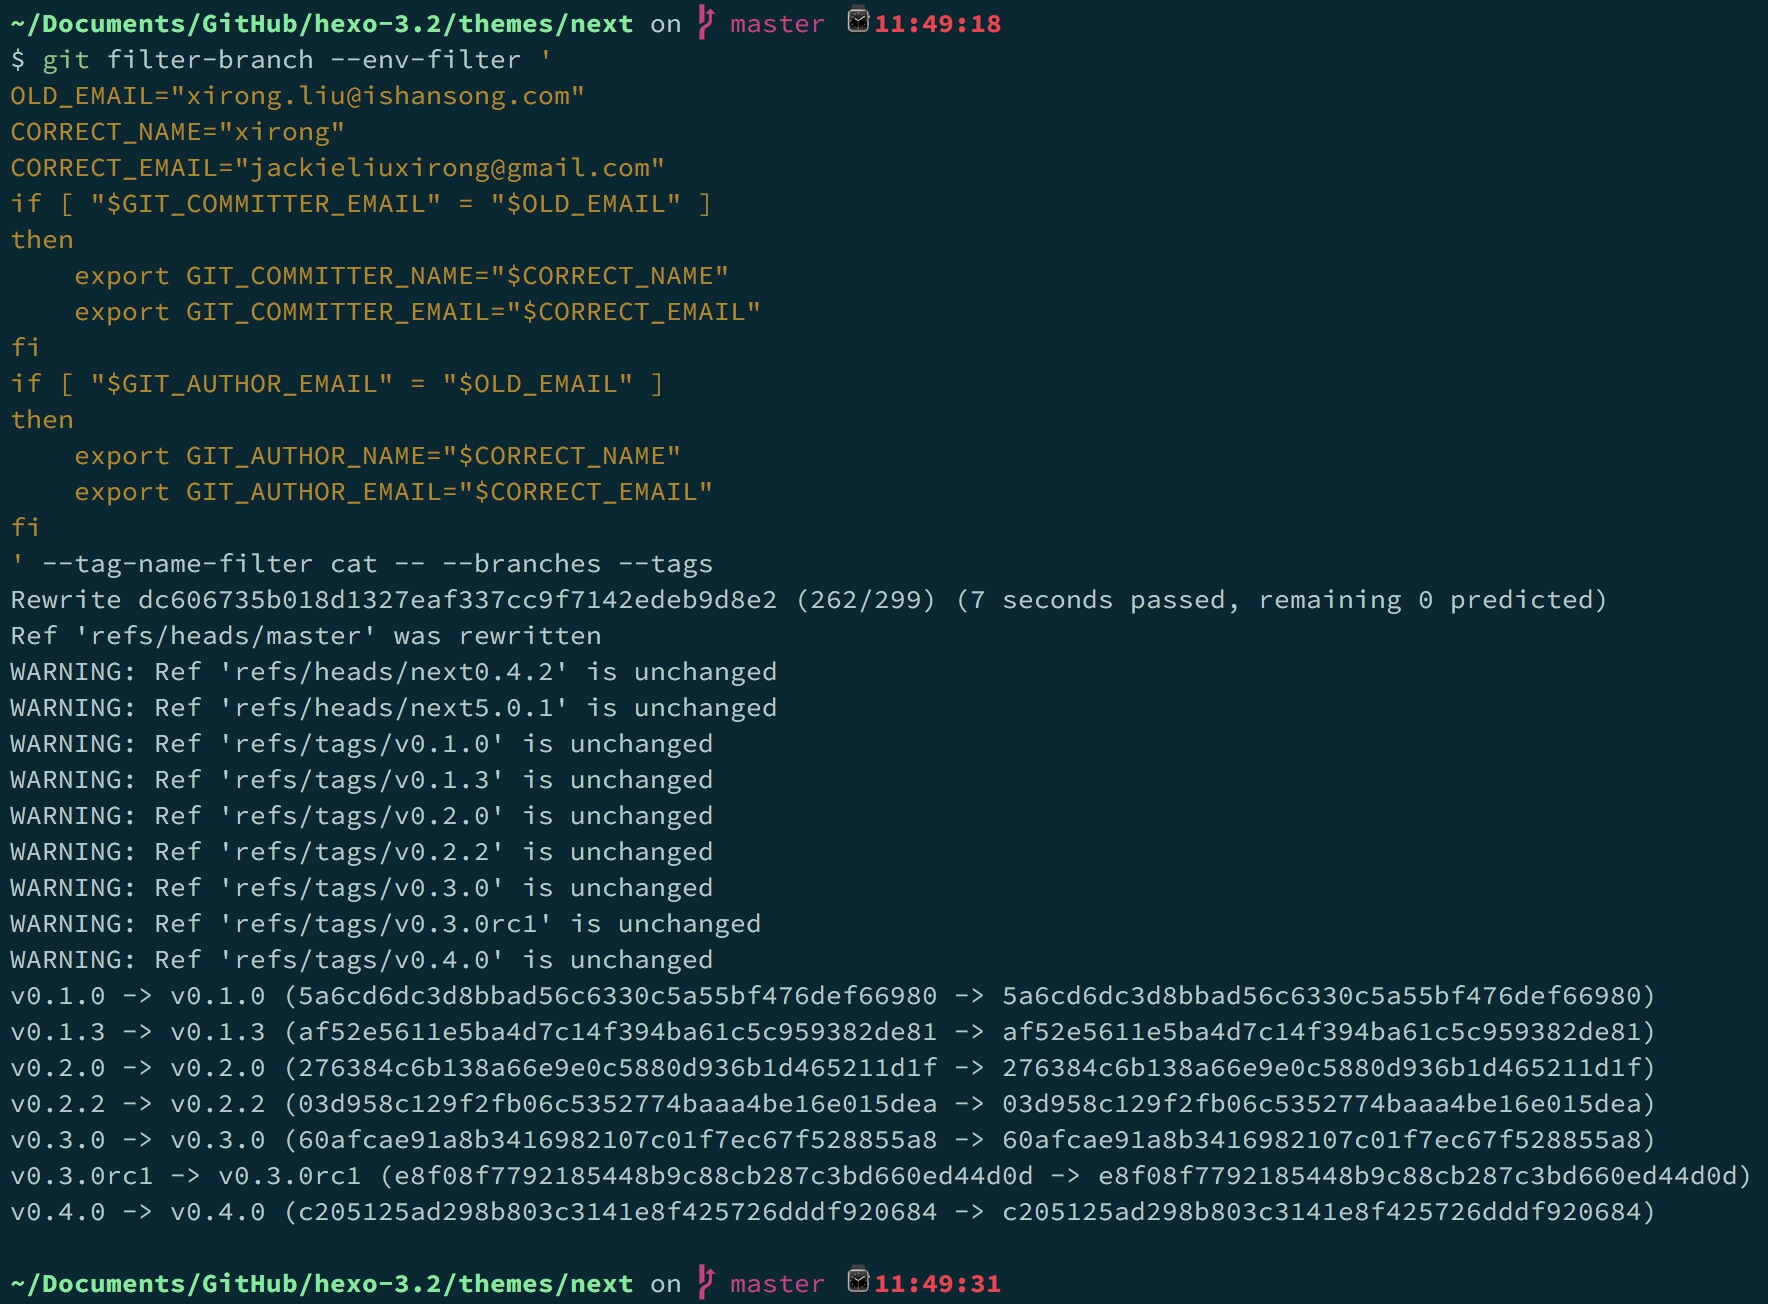 ~/Documents/GitHub/hexo-3.2/themes/next on master 11:49:18
$ git filter-branch --env-filter '
OLD_EMAIL="xirong.liu@ishansong.com"
CORRECT_NAME="xirong"
CORRECT_EMAIL="jackieliuxirong@gmail.com"
if [ "$GIT_COMMITTER_EMAIL" = "$OLD_EMAIL" ]
then
    export GIT_COMMITTER_NAME="$CORRECT_NAME"
    export GIT_COMMITTER_EMAIL="$CORRECT_EMAIL"
fi
if [ "$GIT_AUTHOR_EMAIL" = "$OLD_EMAIL" ]
then
    export GIT_AUTHOR_NAME="$CORRECT_NAME"
    export GIT_AUTHOR_EMAIL="$CORRECT_EMAIL"
fi
' --tag-name-filter cat -- --branches --tags
Rewrite dc606735b018d1327eaf337cc9f7142edeb9d8e2 (262/299) (7 seconds passed, remaining 0 predicted)
Ref 'refs/heads/master' was rewritten
WARNING: Ref 'refs/heads/next0.4.2' is unchanged
WARNING: Ref 'refs/heads/next5.0.1' is unchanged
WARNING: Ref 'refs/tags/v0.1.0' is unchanged
WARNING: Ref 'refs/tags/v0.1.3' is unchanged
WARNING: Ref 'refs/tags/v0.2.0' is unchanged
WARNING: Ref 'refs/tags/v0.2.2' is unchanged
WARNING: Ref 'refs/tags/v0.3.0' is unchanged
WARNING: Ref 'refs/tags/v0.3.0rc1' is unchanged
WARNING: Ref 'refs/tags/v0.4.0' is unchanged
v0.1.0 -> v0.1.0 (5a6cd6dc3d8bbad56c6330c5a55bf476def66980 -> 5a6cd6dc3d8bbad56c6330c5a55bf476def66980)
v0.1.3 -> v0.1.3 (af52e5611e5ba4d7c14f394ba61c5c959382de81 -> af52e5611e5ba4d7c14f394ba61c5c959382de81)
v0.2.0 -> v0.2.0 (276384c6b138a66e9e0c5880d936b1d465211d1f -> 276384c6b138a66e9e0c5880d936b1d465211d1f)
v0.2.2 -> v0.2.2 (03d958c129f2fb06c5352774baaa4be16e015dea -> 03d958c129f2fb06c5352774baaa4be16e015dea)
v0.3.0 -> v0.3.0 (60afcae91a8b3416982107c01f7ec67f528855a8 -> 60afcae91a8b3416982107c01f7ec67f528855a8)
v0.3.0rc1 -> v0.3.0rc1 (e8f08f7792185448b9c88cb287c3bd660ed44d0d -> e8f08f7792185448b9c88cb287c3bd660ed44d0d)
v0.4.0 -> v0.4.0 (c205125ad298b803c3141e8f425726dddf920684 -> c205125ad298b803c3141e8f425726dddf920684)
~/Documents/GitHub/hexo-3.2/themes/next on master 11:49:31